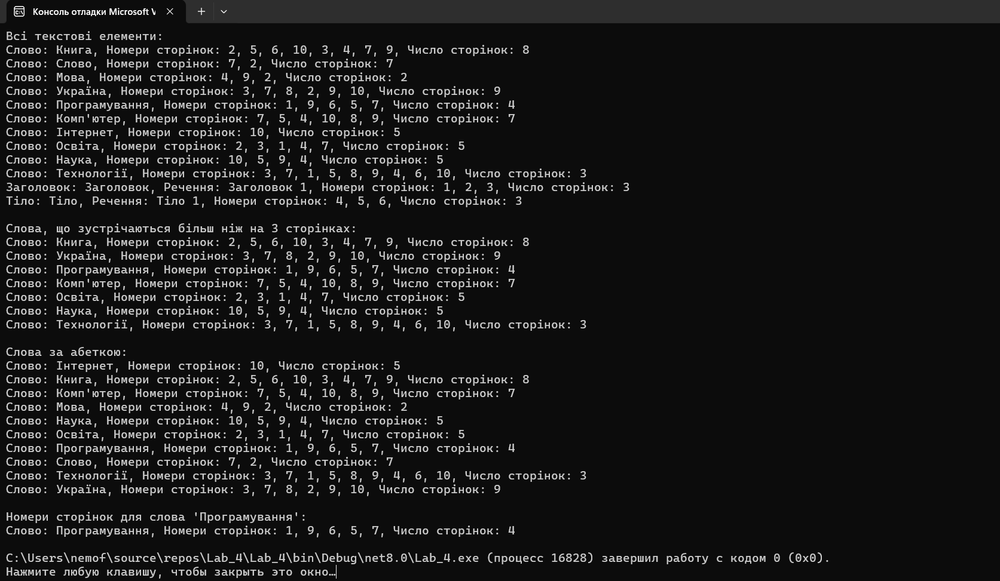 Консоль отладки Microsoft V
Всі текстові елементи:
Слово: Книга, Номери сторінок: 2, 5, 6, 10, 3, 4, 7, 9, Число сторінок: 8
Слово: Слово, Номери сторінок: 7, 2, Число сторінок: 7
Слово: Мова, Номери сторінок: 4, 9, 2, Число сторінок: 2
Слово: Україна, Номери сторінок: 3, 7, 8, 2, 9, 10, Число сторінок: 9
Слово: Програмування, Номери сторінок: 1, 9, 6, 5, 7, Число сторінок: 4
Слово: Комп'ютер, Номери сторінок: 7, 5, 4, 10, 8, 9, Число сторінок: 7
Слово: Інтернет, Номери сторінок: 10, Число сторінок: 5
Слово: Освіта, Номери сторінок: 2, 3, 1, 4, 7, Число сторінок: 5
Слово: Наука, Номери сторінок: 10, 5, 9, 4, Число сторінок: 5
Слово: Технології, Номери сторінок: 3, 7, 1, 5, 8, 9, 4, 6, 10, Число сторінок: 3
Заголовок: Заголовок, Речення: Заголовок 1, Номери сторінок: 1, 2, 3, Число сторінок: 3
Тіло: Тіло, Речення: Тіло 1, Номери сторінок: 4, 5, 6, Число сторінок: 3
Слова, що зустрічаються більш ніж на 3 сторінках:
Слово: Книга, Номери сторінок: 2, 5, 6, 10, 3, 4, 7, 9, Число сторінок: 8
Слово: Україна, Номери сторінок: 3, 7, 8, 2, 9, 10, Число сторінок: 9
Слово: Програмування, Номери сторінок: 1, 9, 6, 5, 7, Число сторінок: 4
Слово: Комп'ютер, Номери сторінок: 7, 5, 4, 10, 8, 9, Число сторінок: 7
Слово: Освіта, Номери сторінок: 2, 3, 1, 4, 7, Число сторінок: 5
Слово: Наука, Номери сторінок: 10, 5, 9, 4, Число сторінок: 5
Слово: Технології, Номери сторінок: 3, 7, 1, 5, 8, 9, 4, 6, 10, Число сторінок: 3
Слова за абеткою:
Слово: Інтернет, Номери сторінок: 10, Число сторінок: 5
Слово: Книга, Номери сторінок: 2, 5, 6, 10, 3, 4, 7, 9, Число сторінок: 8
Слово: Комп'ютер, Номери сторінок: 7, 5, 4, 10, 8, 9, Число сторінок: 7
Слово: Мова, Номери сторінок: 4, 9, 2, Число сторінок: 2
Слово: Наука, Номери сторінок: 10, 5, 9, 4, Число сторінок: 5
Слово: Освіта, Номери сторінок: 2, 3, 1, 4, 7, Число сторінок: 5
Слово: Програмування, Номери сторінок: 1, 9, 6, 5, 7, Число сторінок: 4
Слово: Слово, Номери сторінок: 7, 2, Число сторінок: 7
Слово: Технології, Номери сторінок: 3, 7, 1, 5, 8, 9, 4, 6, 10, Число сторінок: 3
Слово: Україна, Номери сторінок: 3, 7, 8, 2, 9, 10, Число сторінок: 9
Номери сторінок для слова 'Програмування':
Слово: Програмування, Номери сторінок: 1, 9, 6, 5, 7, Число сторінок: 4
C:\Users\nemof\source\repos\Lab_4\Lab_4\bin\Debug\net8.0\Lab_4.exe (процесс 16828) завершил работу с кодом 0 (0x0).
Нажмите любую клавишу, чтобы закрыть это окно…